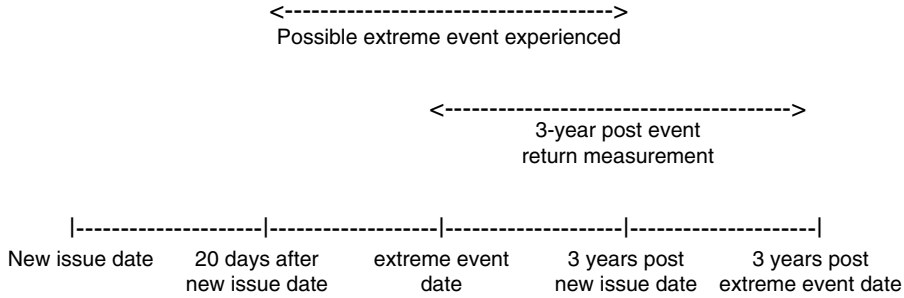 <------------------------------------->
Possible extreme event experienced
<--------------------------------------->
3-year post event
return measurement
|---------------------|-------------------|---------------------|---------------------|
New issue date 20 days after extreme event 3 years post 3 years post
new issue date date new issue date extreme event date